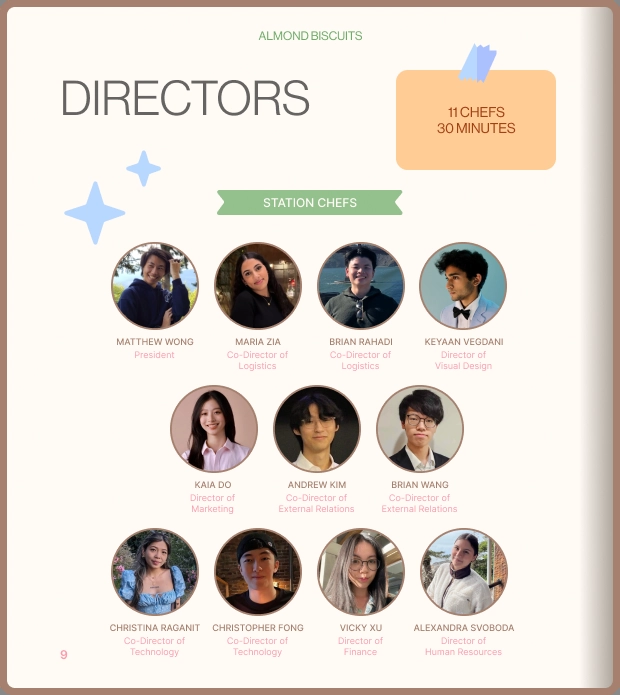 ALMOND BISCUITS
DIRECTORS
11 CHEFS
30 MINUTES
STATION CHEFS
MATTHEW WONG
President
MARIA ZIA
Co-Director of
Logistics
BRIAN RAHADI
Co-Director of
Logistics
KEYAAN VEGDANI
Director of
Visual Design
KAIA DO
Director of
Marketing
ANDREW KIM
Co-Director of
External Relations
BRIAN WANG
Co-Director of
External Relations
CHRISTINA RAGANIT
Co-Director of
Technology
CHRISTOPHER FONG
Co-Director of
Technology
VICKY XU
Director of
Finance
ALEXANDRA SVOBODA
Director of
Human Resources
9